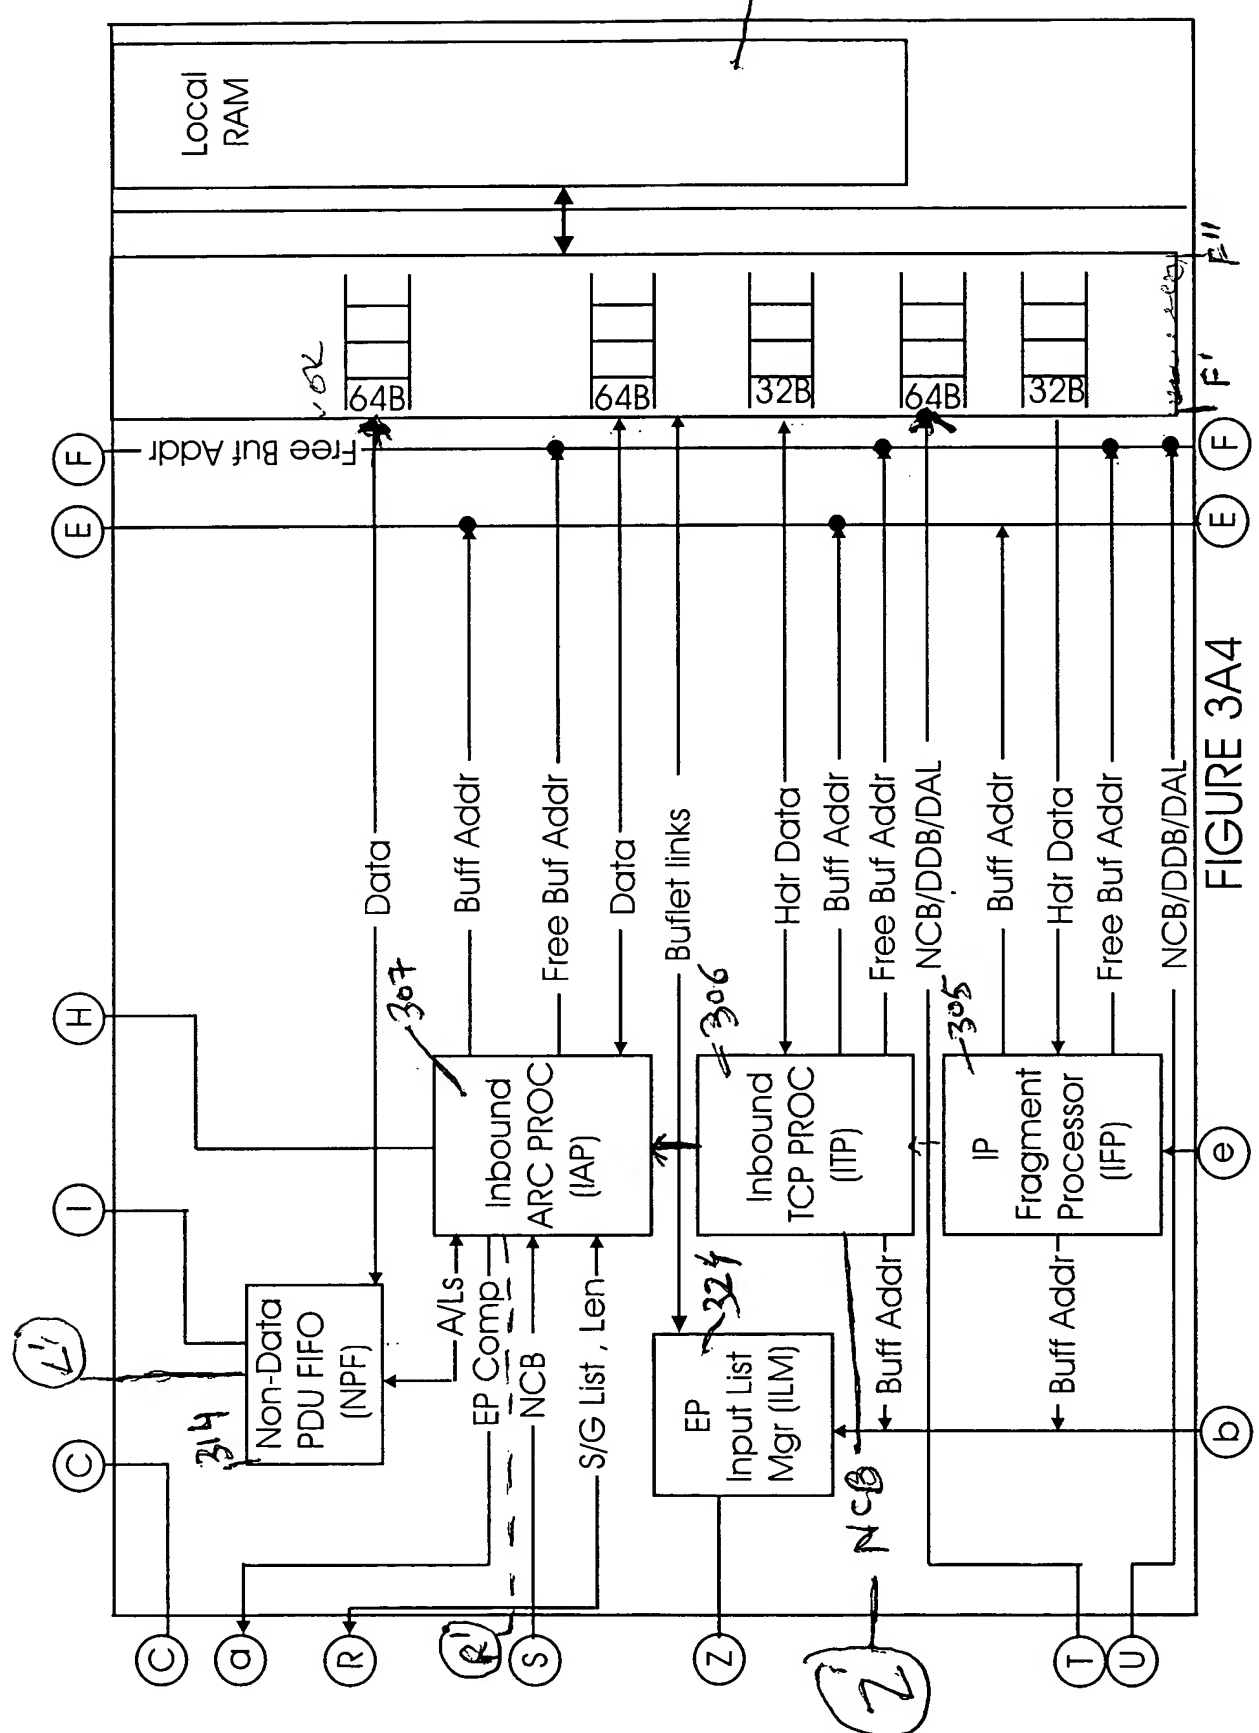 Local
RAM
64B
64B
32B
64B
32B
F'
F"
F
Free Buf Addr
F
E
E
Data
Buff Addr
Free Buf Addr
Data
Buflet links
Hdr Data
Buff Addr
Free Buf Addr
NCB/DDB/DAL
Buff Addr
Hdr Data
Free Buf Addr
NCB/DDB/DAL
H
307
306
305
Inbound
ARC PROC
(IAP)
Inbound
TCP PROC
(ITP)
IP
Fragment
Processor
(IFP)
e
I
L'
314
Non-Data
PDU FIFO
(NPF)
A/Ls
EP Comp
NCB
S/G List , Len
324
EP
Input List
Mgr (ILM)
NCB
Buff Addr
Buff Addr
b
C
C
a
R
R'
S
Z
Z'
T
U
FIGURE 3A4